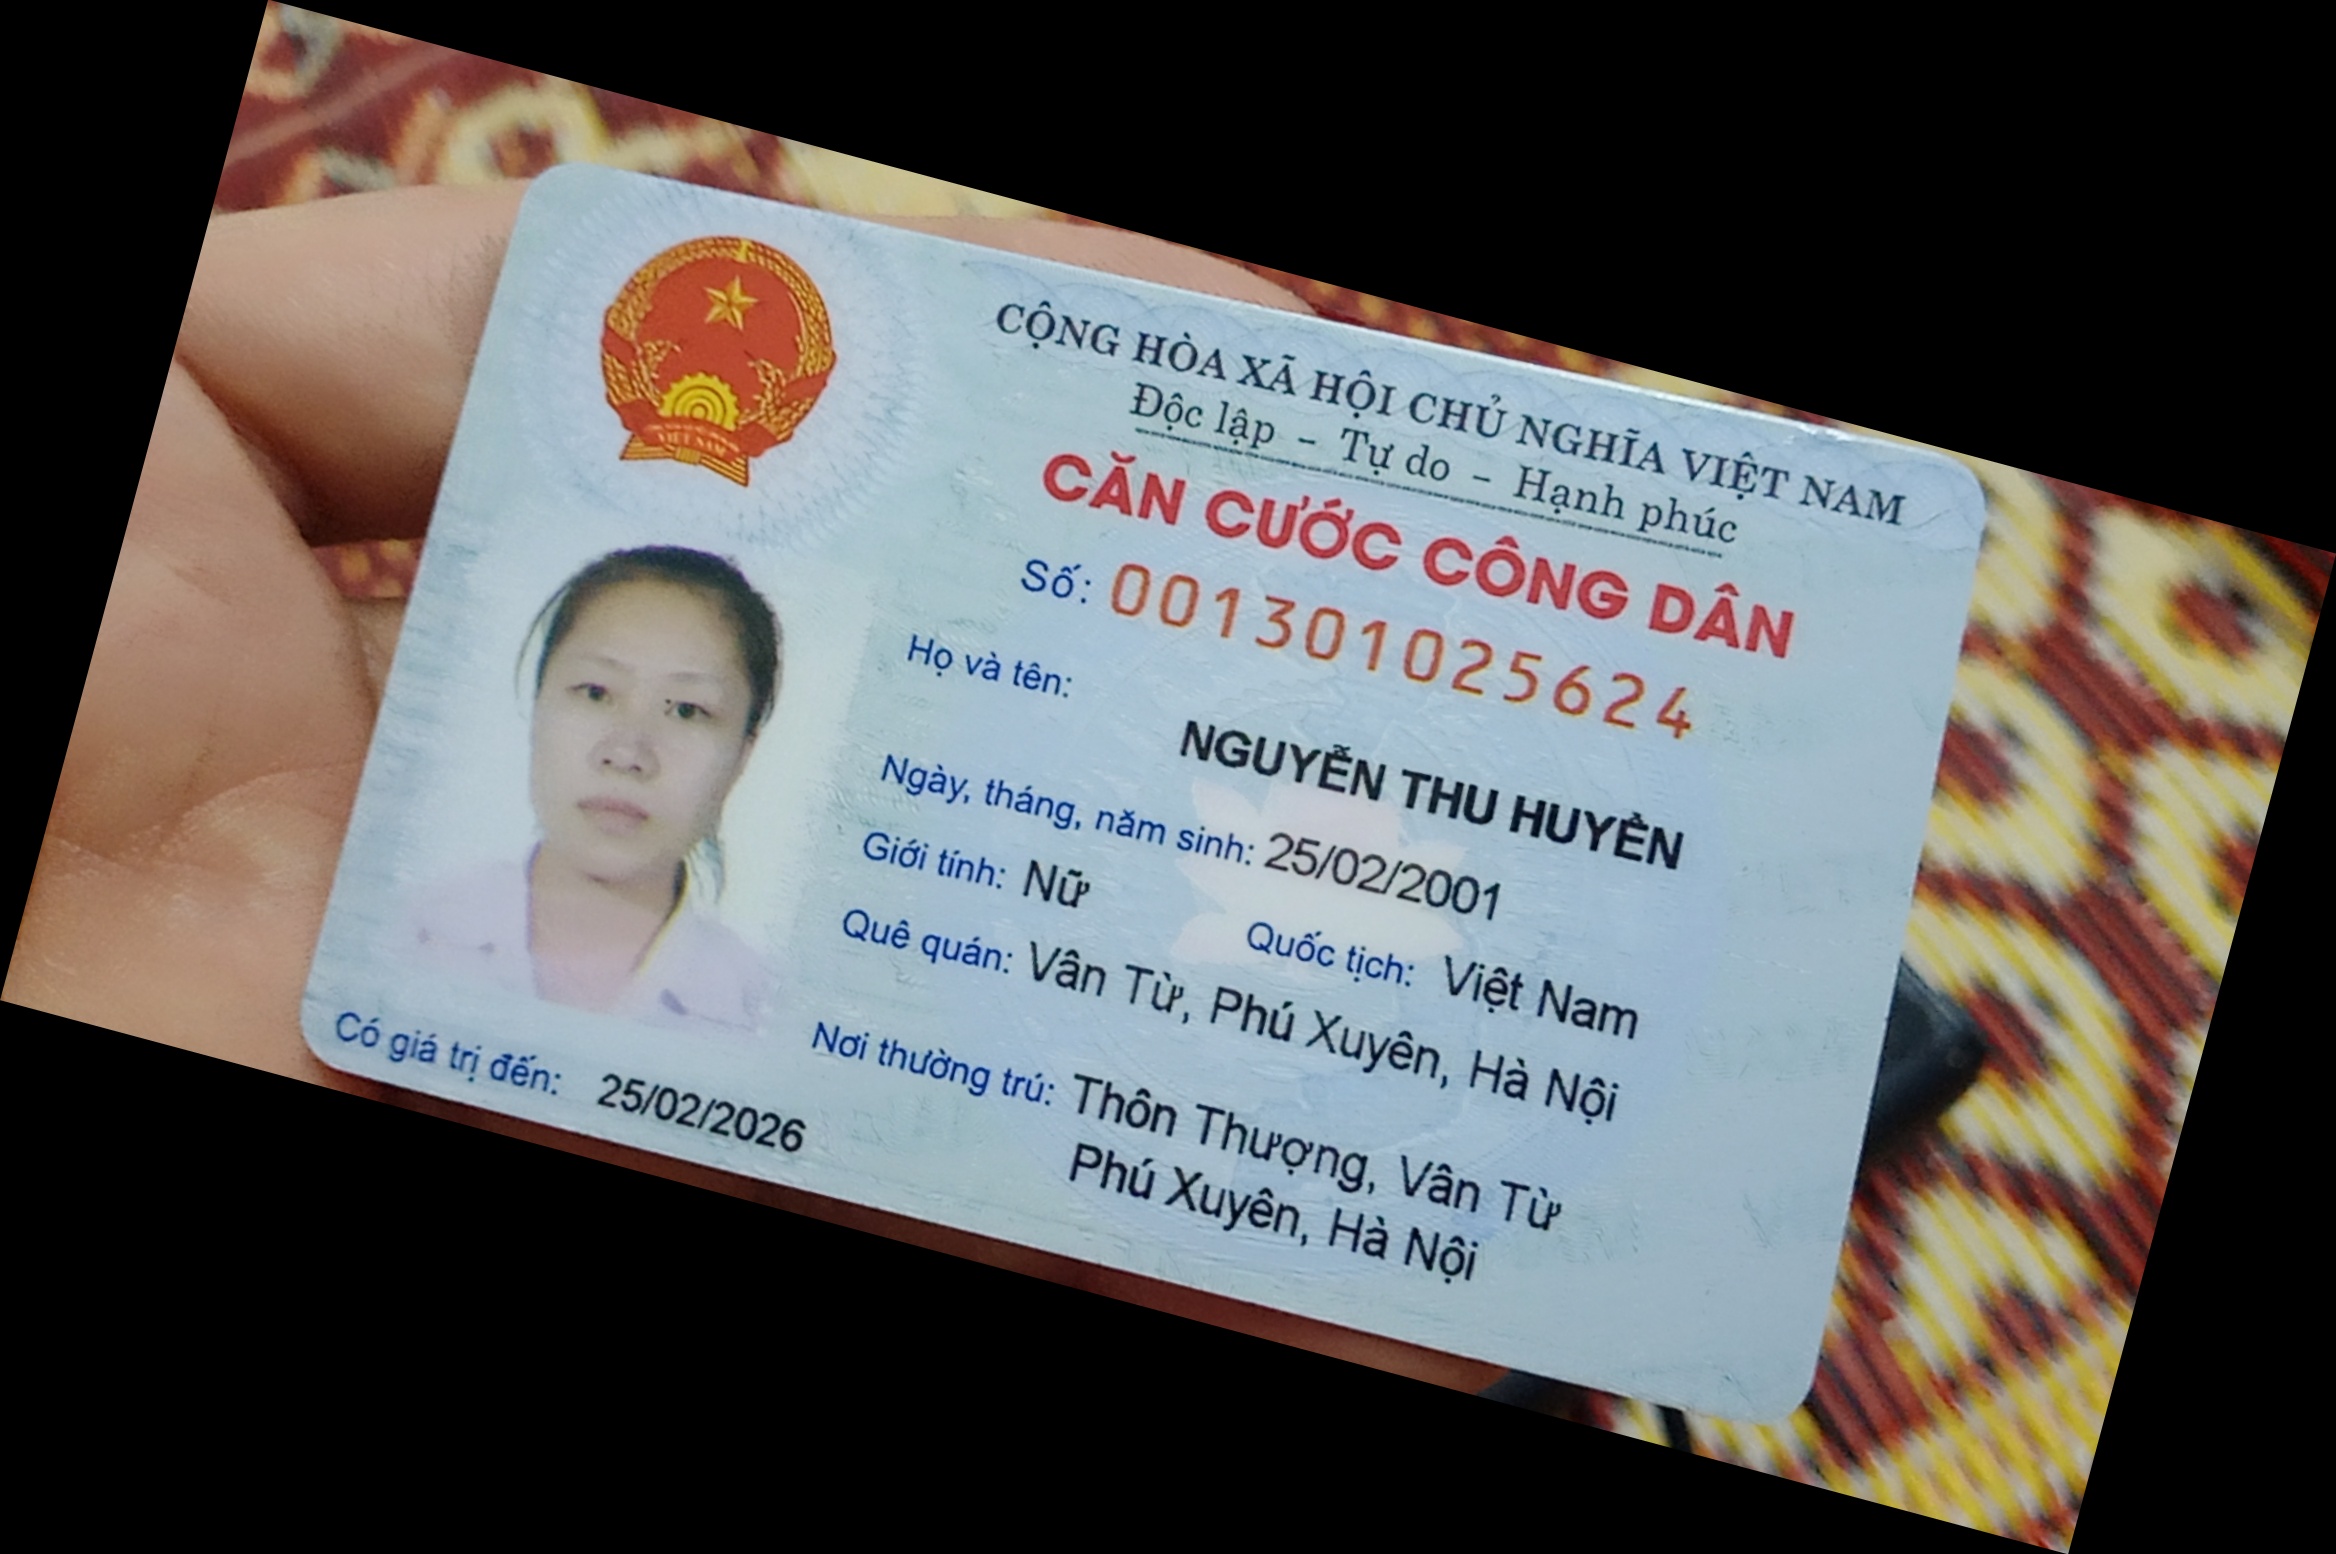 CỘNG HÒA XÃ HỘI CHỦ NGHĨA VIỆT NAM
Độc lập - Tự do - Hạnh phúc
CĂN CƯỚC CÔNG DÂN
Số: 001301025624
Họ và tên:
NGUYỄN THU HUYỀN
Ngày, tháng, năm sinh: 25/02/2001
Giới tính: Nữ Quốc tịch: Việt Nam
Quê quán: Vân Từ, Phú Xuyên, Hà Nội
Nơi thường trú: Thôn Thượng, Vân Từ
Phú Xuyên, Hà Nội
Có giá trị đến: 25/02/2026
VIỆT NAM